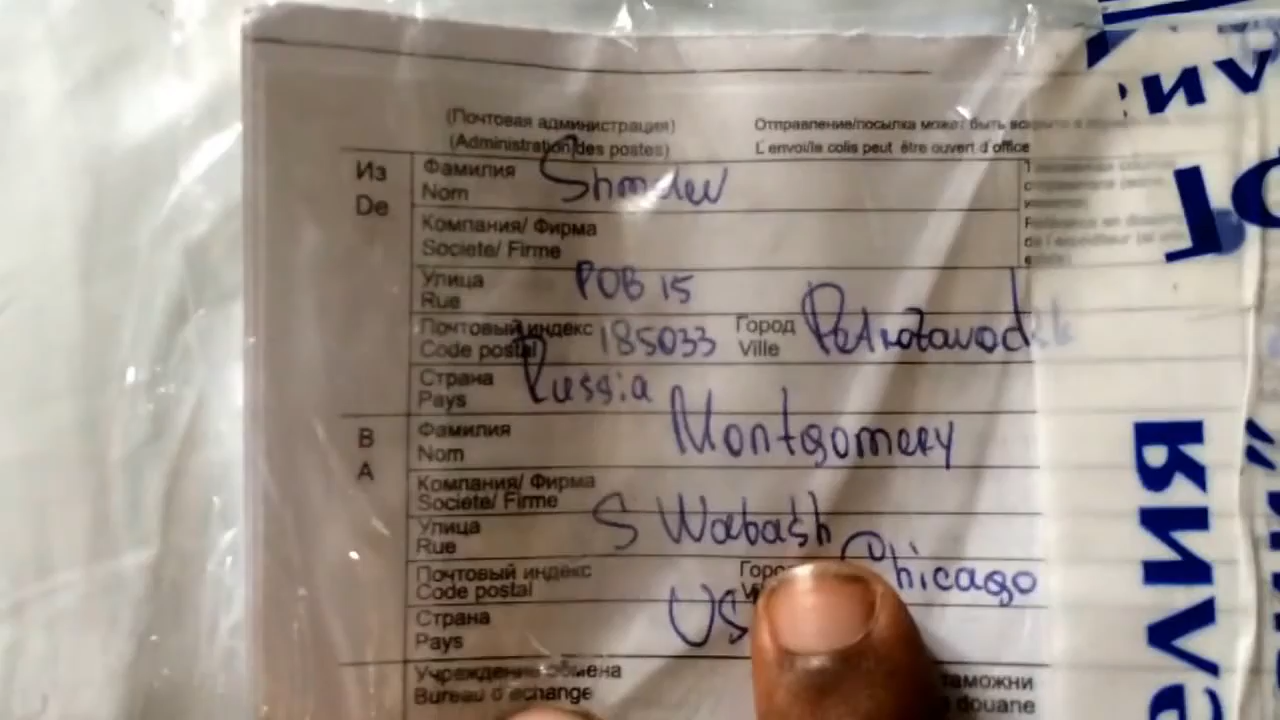 (Почтовая администрация)
(Administration des postes)
Отправление/посылка может быть
L'envoi/le colis peut être ouvert d'office
Из
De
Фамилия
Nom
Компания/ Фирма
Societe/ Firme
Улица
Rue
POB 15
Почтовый индекс
Code postal
185033
Город
Ville
Petrozavodsk
Страна
Pays
Russia
В
A
Фамилия
Nom
Montgomery
Компания/ Фирма
Societe/ Firme
Улица
Rue
S Wabash
Почтовый индекс
Code postal
Chicago
Страна
Pays
US
Учреждение обмена
Bureau d'echange
таможни
douane